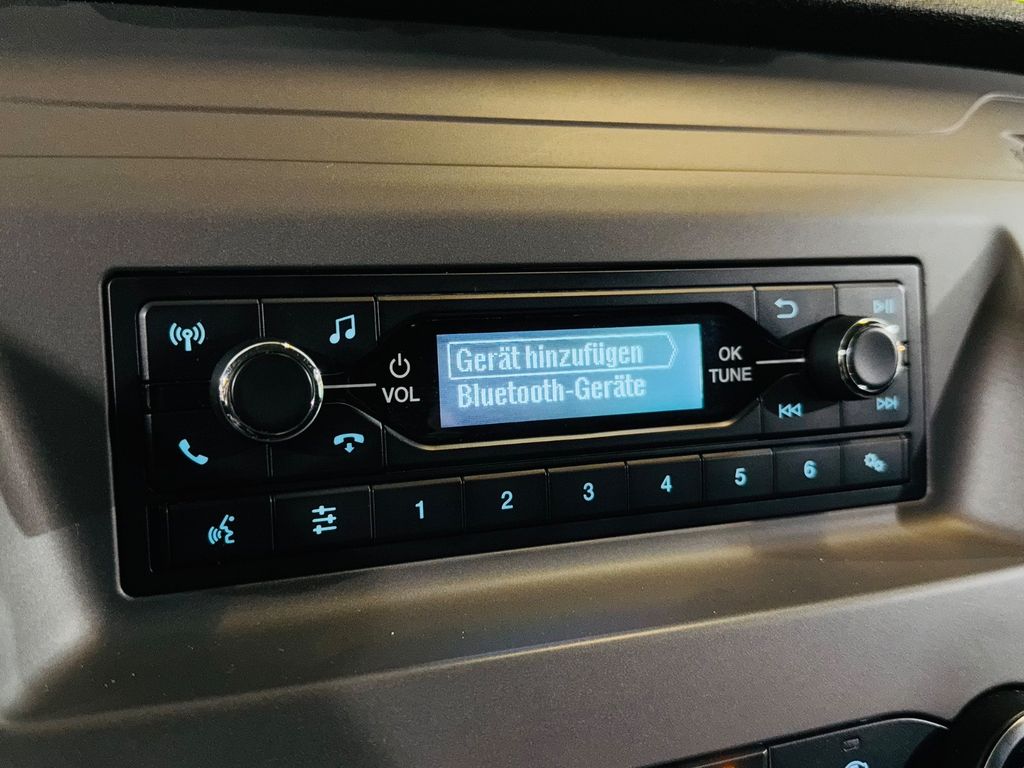 VOL
Gerät hinzufügen
Bluetooth-Geräte
OK
TUNE
1 2 3 4 5 6